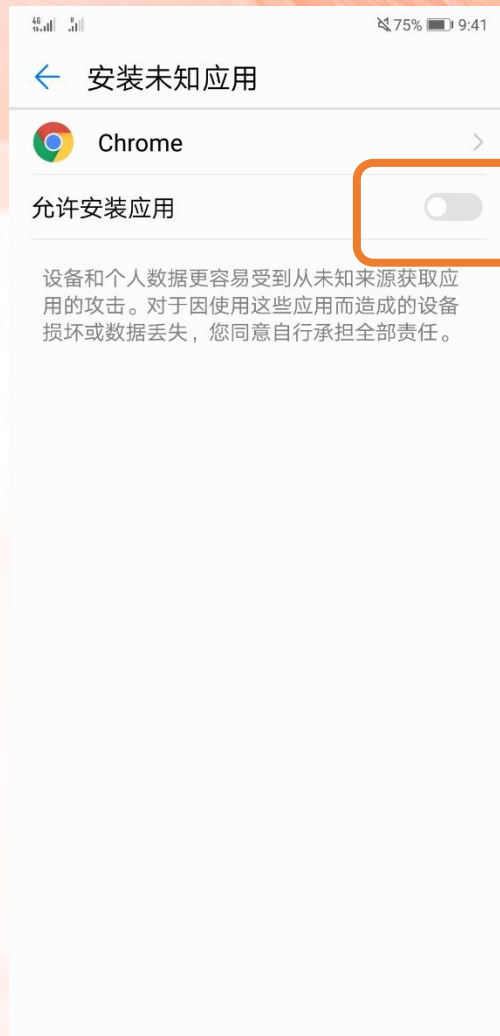 75% 9:41
安装未知应用
Chrome
允许安装应用
设备和个人数据更容易受到从未知来源获取应
用的攻击。对于因使用这些应用而造成的设备
损坏或数据丢失，您同意自行承担全部责任。